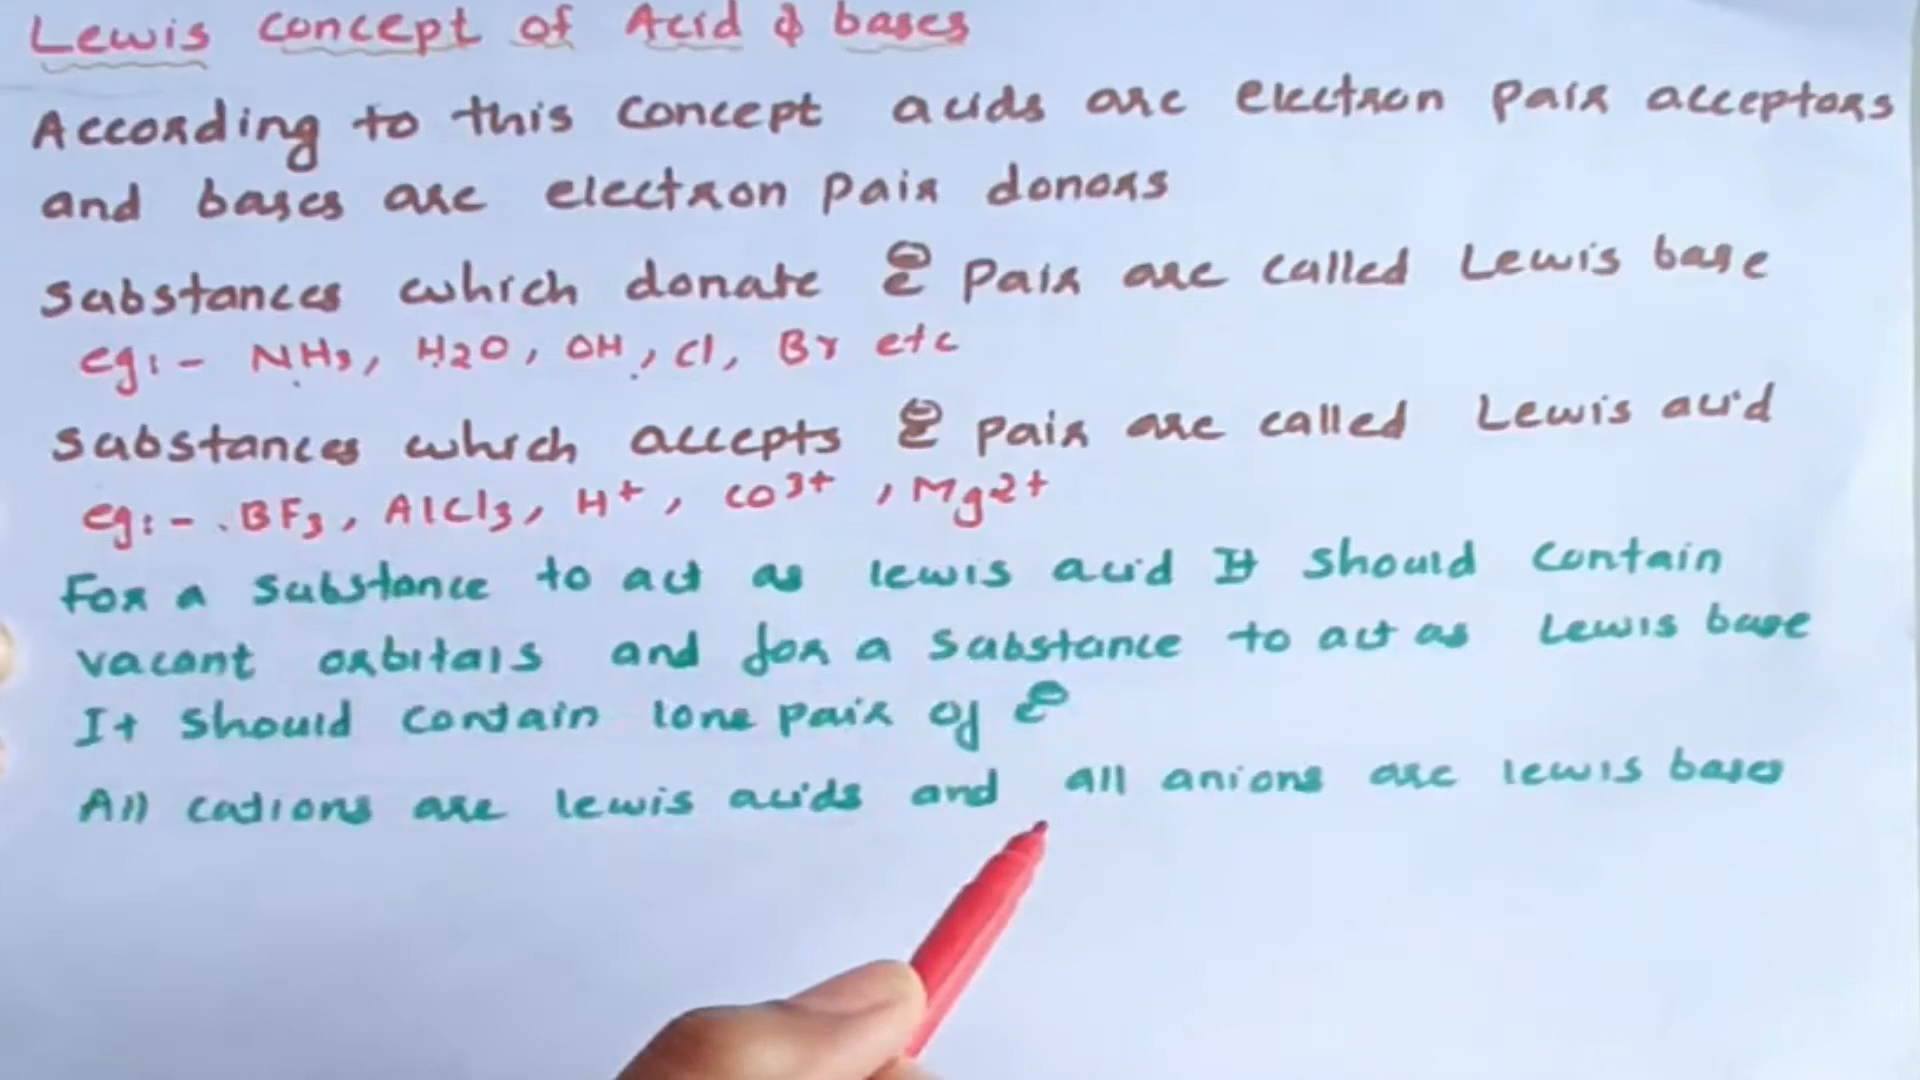 Lewis concept of Acid & bases
According to this concept acids are electron pair acceptors
and bases are electron pair donors
Substances which donate e⊖ pair are called Lewis base
eg:- NH3, H2O, OH, Cl, Br etc
Substances which accepts e⊖ pair are called Lewis acid
eg:- BF3, AlCl3, H+, CO3+, Mg2+
For a substance to act as lewis acid It should contain
vacant orbitals and for a substance to act as Lewis base
It should contain lone pair of e⊖
All cations are lewis acids and all anions are lewis bases